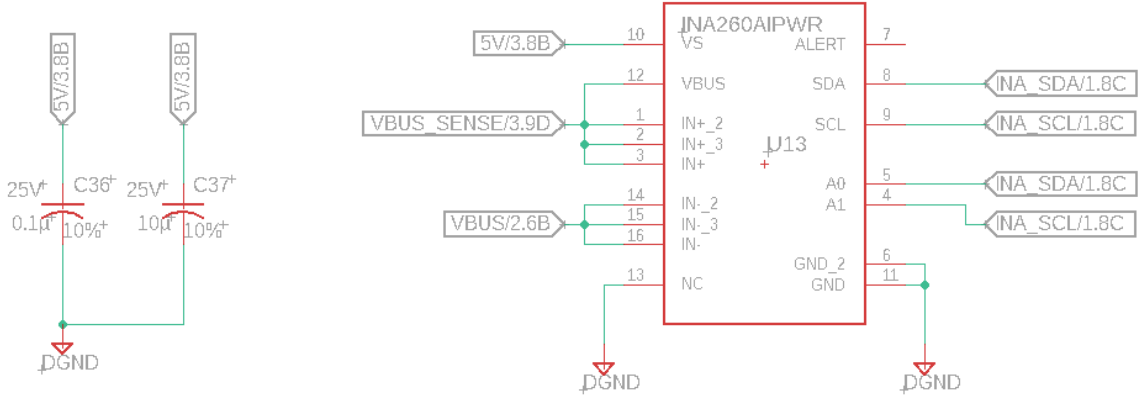 5V/3.8B
5V/3.8B
25V
C36
0.1µ
10%
25V
C37
10µ
10%
DGND
INA260AIPWR
5V/3.8B
10
VS
ALERT
7
12
VBUS
SDA
8
INA_SDA/1.8C
VBUS_SENSE/3.9D
1
IN+_2
SCL
9
INA_SCL/1.8C
2
IN+_3
U13
3
IN+
A0
5
INA_SDA/1.8C
14
IN-_2
A1
4
VBUS/2.6B
15
IN-_3
INA_SCL/1.8C
16
IN-
GND_2
6
13
NC
GND
11
DGND
DGND